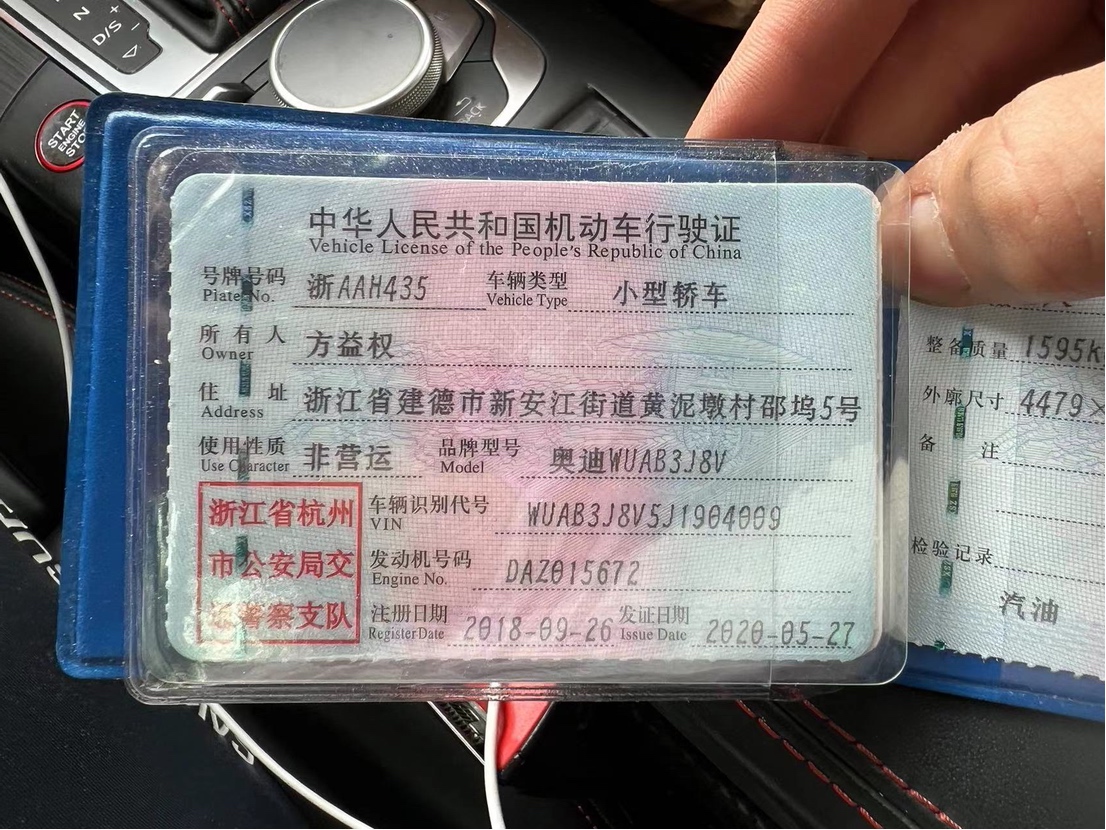 N
D/S
+
−
START
ENGINE
STO
BACK
中华人民共和国机动车行驶证
Vehicle License of the People's Republic of China
号牌号码 浙AAH435 车辆类型 小型轿车
Plate No. Vehicle Type
所有人 方益权
Owner
住址 浙江省建德市新安江街道黄泥墩村邵坞5号
Address
使用性质 非营运 品牌型号 奥迪WUAB3J8V
Use Character Model
浙江省杭州
市公安局交
警察支队
车辆识别代号 WUAB3J8V5J1904009
VIN
发动机号码 DAZ015672
Engine No.
注册日期 2018-09-26 发证日期 2020-05-27
Register Date Issue Date
整备质量 1595k
外廓尺寸 4479×
备注
检验记录
汽油